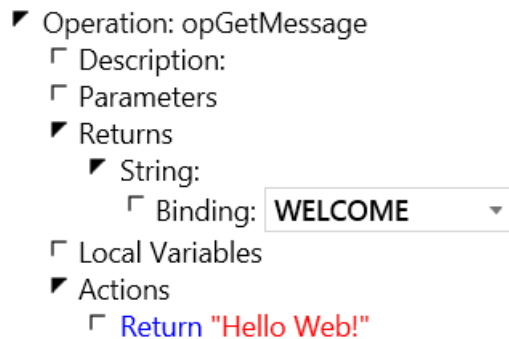 Operation: opGetMessage
Description:
Parameters
Returns
String:
Binding: WELCOME
Local Variables
Actions
Return "Hello Web!"